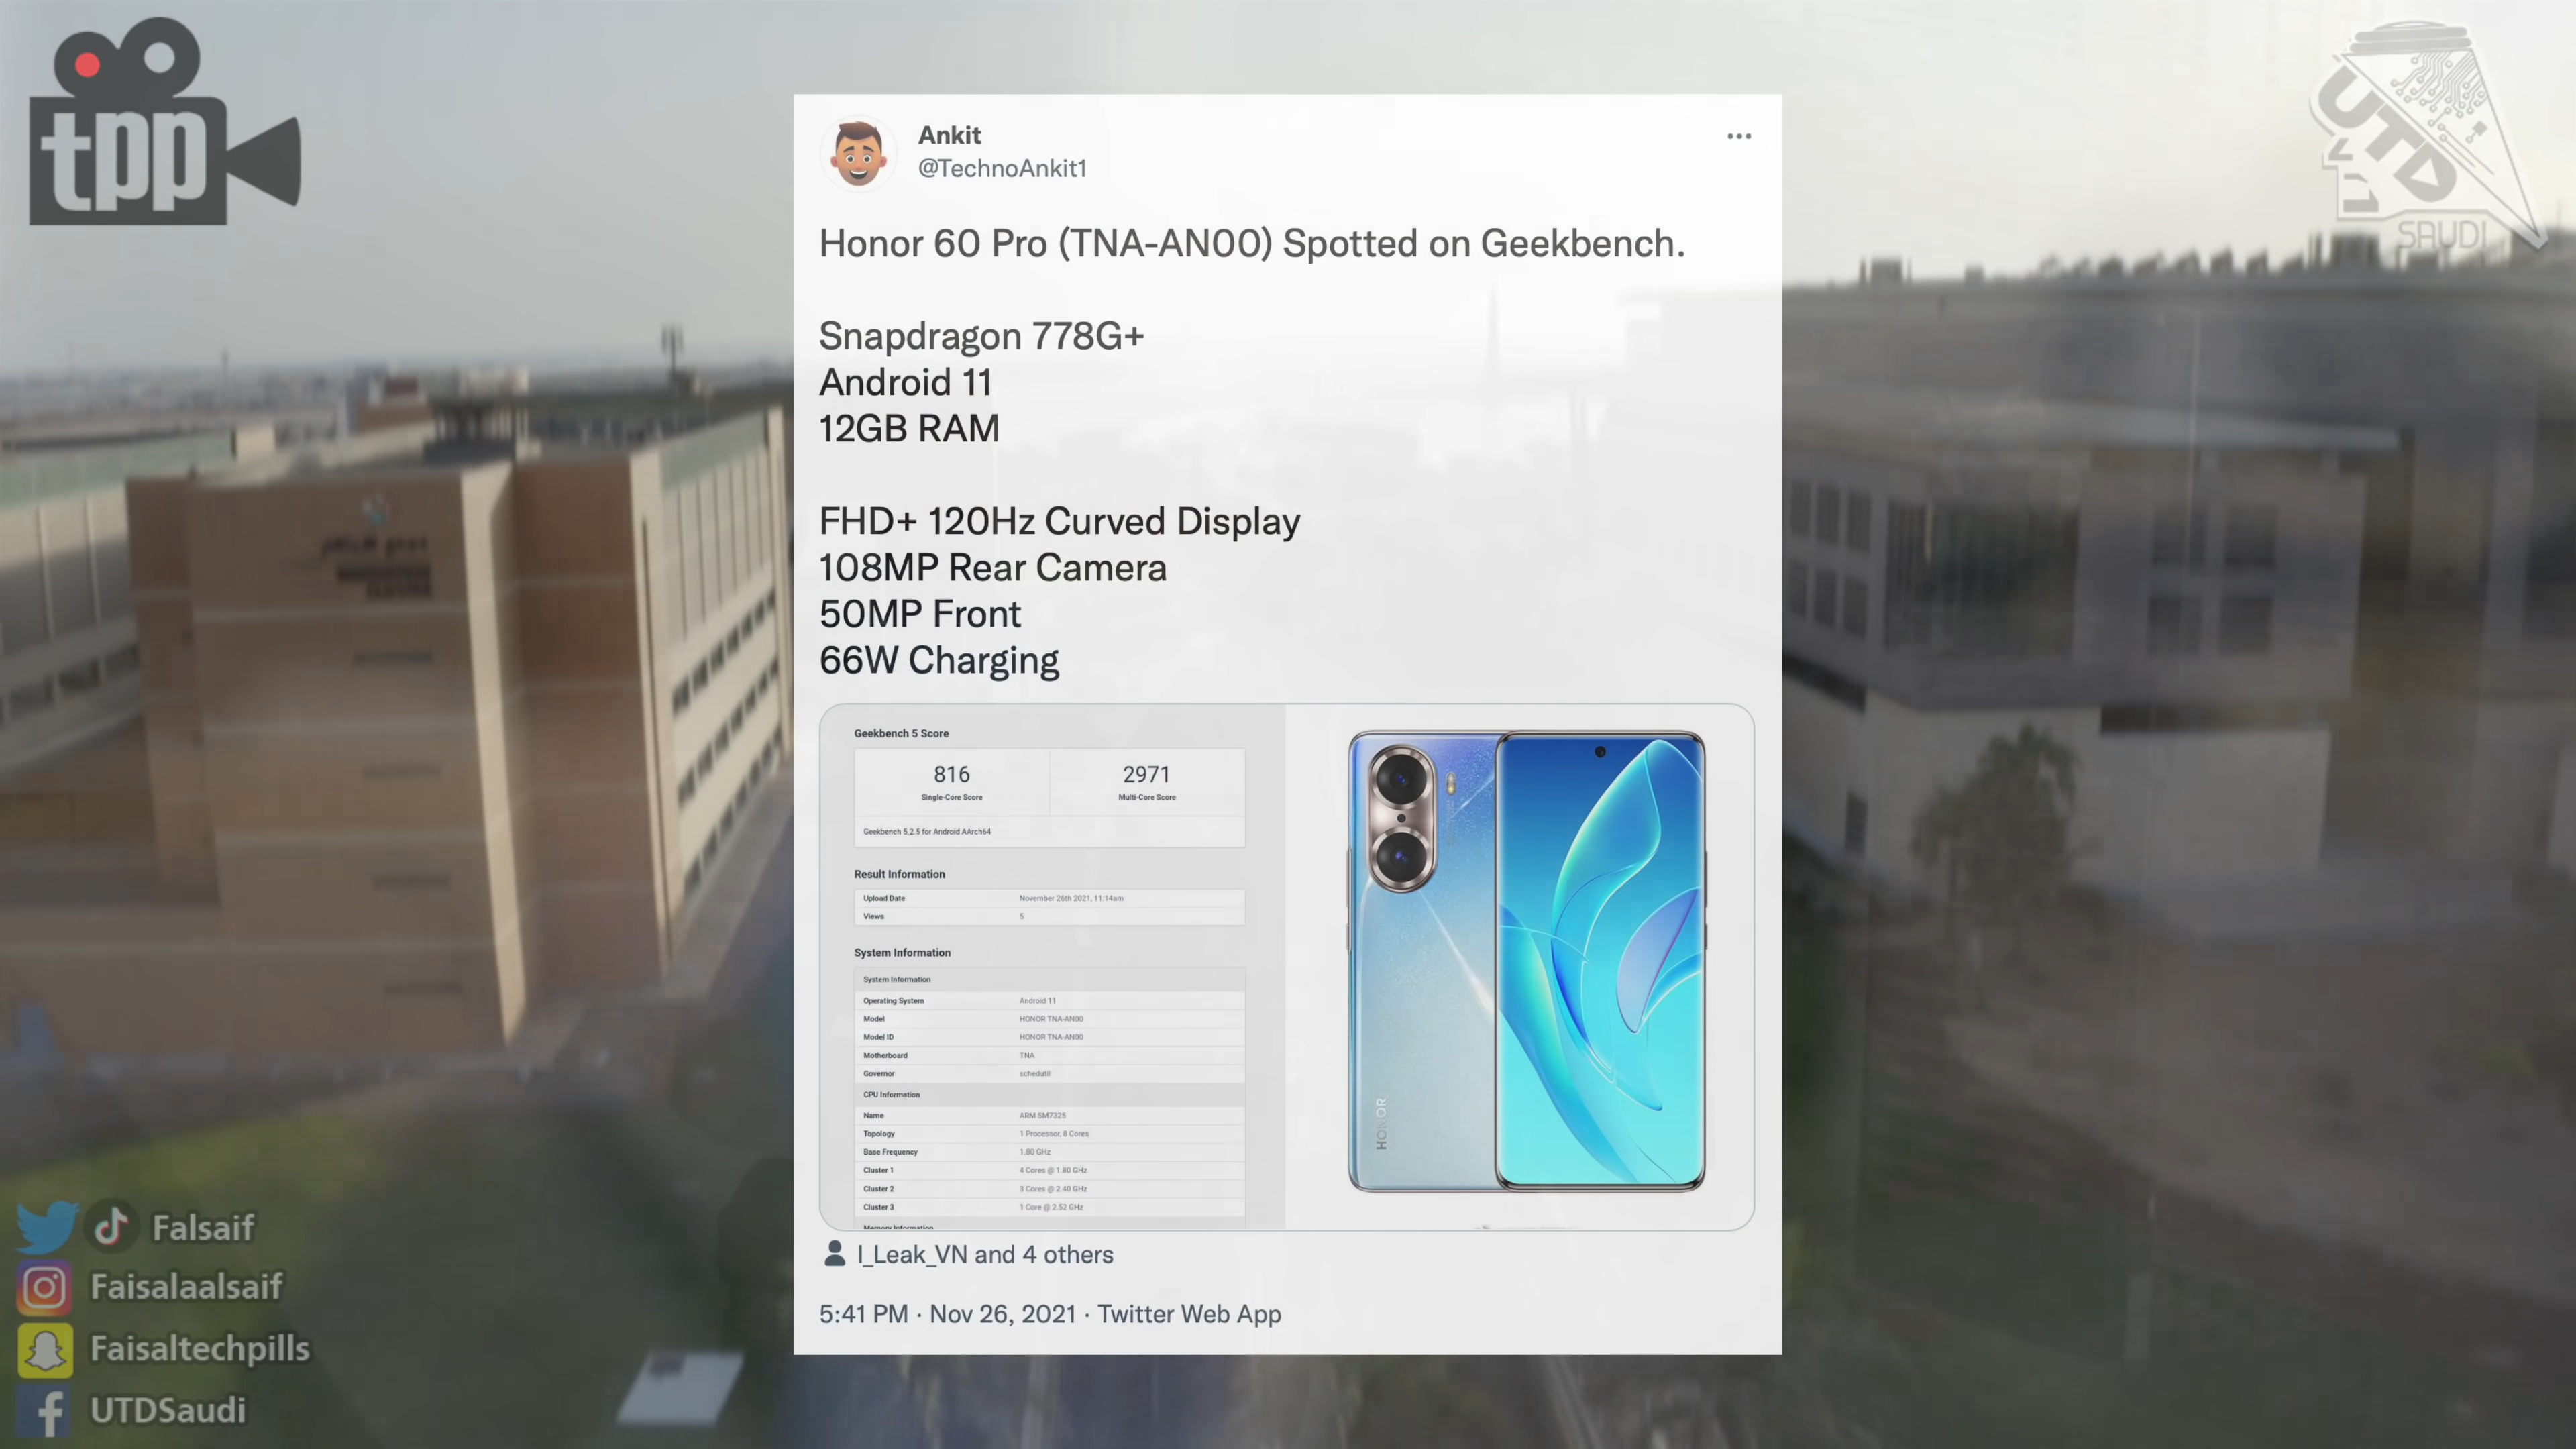 tpp
UTD
SAUDI
Ankit
@TechnoAnkit1
Honor 60 Pro (TNA-AN00) Spotted on Geekbench.
Snapdragon 778G+
Android 11
12GB RAM
FHD+ 120Hz Curved Display
108MP Rear Camera
50MP Front
66W Charging
Geekbench 5 Score
816 2971
Single-Core Score Multi-Core Score
Geekbench 5.2.5 for Android AArch64
Result Information
Upload Date November 26th 2021, 11:14am
Views 5
System Information
System Information
Operating System Android 11
Model HONOR TNA-AN00
Model ID HONOR TNA-AN00
Motherboard TNA
Governor schedutil
CPU Information
Name ARM SM7325
Topology 1 Processor, 8 Cores
Base Frequency 1.80 GHz
Cluster 1 4 Cores @ 1.80 GHz
Cluster 2 3 Cores @ 2.40 GHz
Cluster 3 1 Core @ 2.52 GHz
Memory Information
HONOR
I_Leak_VN and 4 others
5:41 PM · Nov 26, 2021 · Twitter Web App
Falsaif
Faisalaalsaif
Faisaltechpills
UTDSaudi